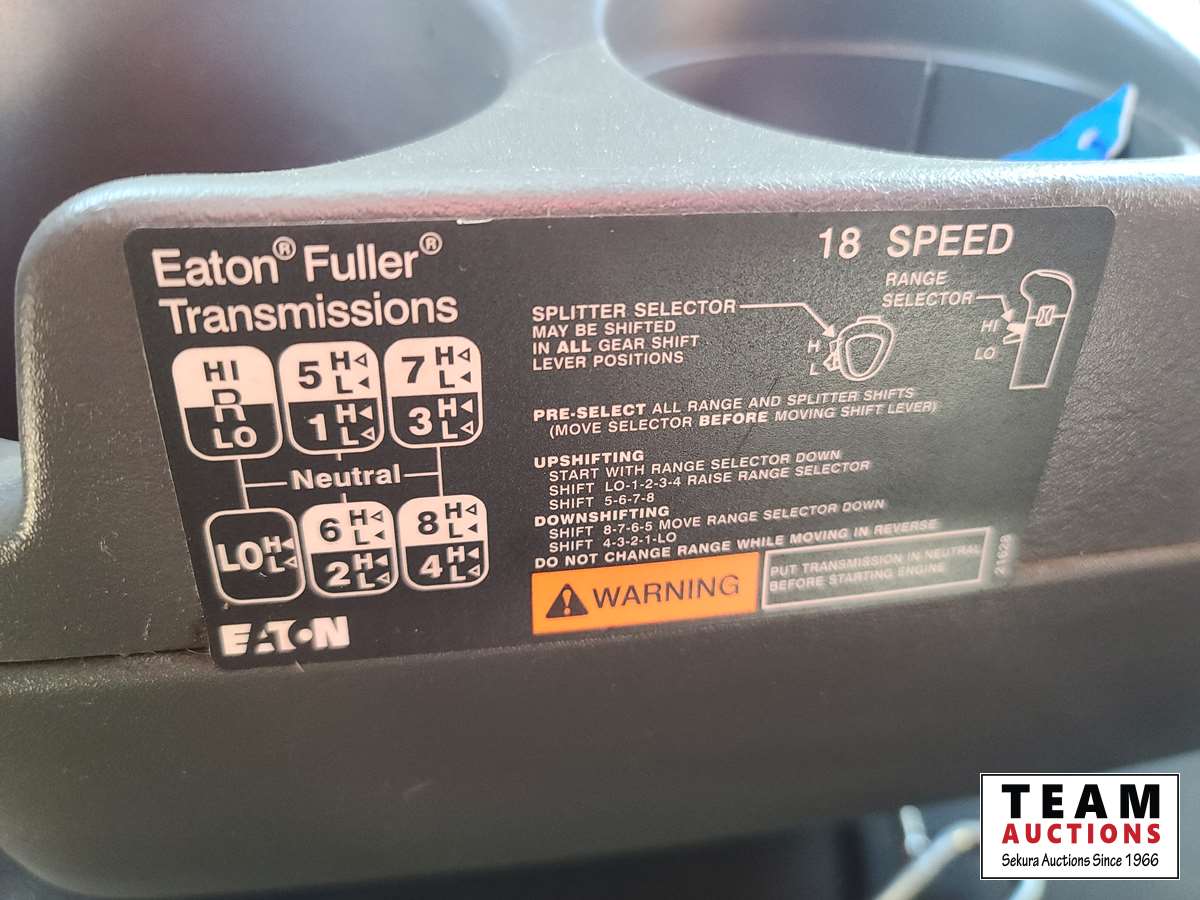 Eaton® Fuller®
Transmissions
18 SPEED
HI
R
LO
5 H L
1 H L
7 H L
3 H L
Neutral
LO H L
6 H L
2 H L
8 H L
4 H L
EATON
SPLITTER SELECTOR
MAY BE SHIFTED
IN ALL GEAR SHIFT
LEVER POSITIONS
H
L
RANGE
SELECTOR
HI
LO
PRE-SELECT ALL RANGE AND SPLITTER SHIFTS
(MOVE SELECTOR BEFORE MOVING SHIFT LEVER)
UPSHIFTING
START WITH RANGE SELECTOR DOWN
SHIFT LO-1-2-3-4 RAISE RANGE SELECTOR
SHIFT 5-6-7-8
DOWNSHIFTING
SHIFT 8-7-6-5 MOVE RANGE SELECTOR DOWN
SHIFT 4-3-2-1-LO
DO NOT CHANGE RANGE WHILE MOVING IN REVERSE
WARNING
PUT TRANSMISSION IN NEUTRAL
BEFORE STARTING ENGINE
TEAM
AUCTIONS
Sekura Auctions Since 1966